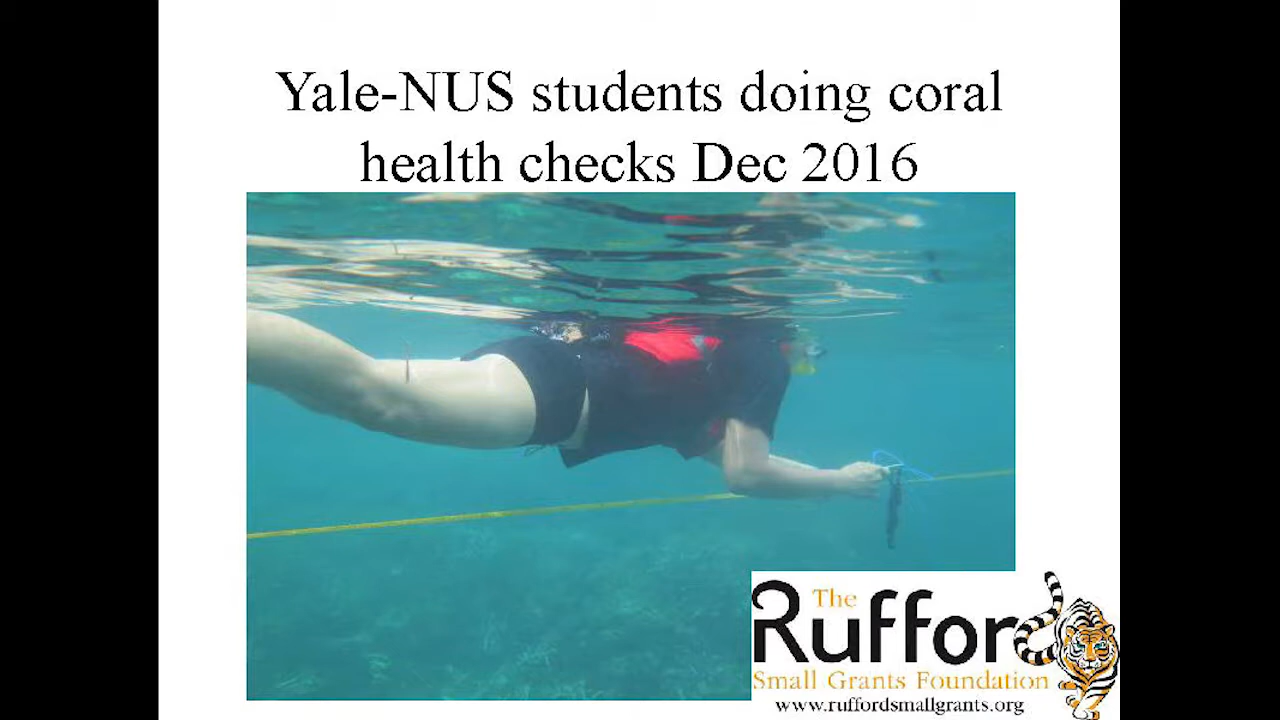 Yale-NUS students doing coral
health checks Dec 2016
The
Rufford
Small Grants Foundation
www.ruffordsmallgrants.org